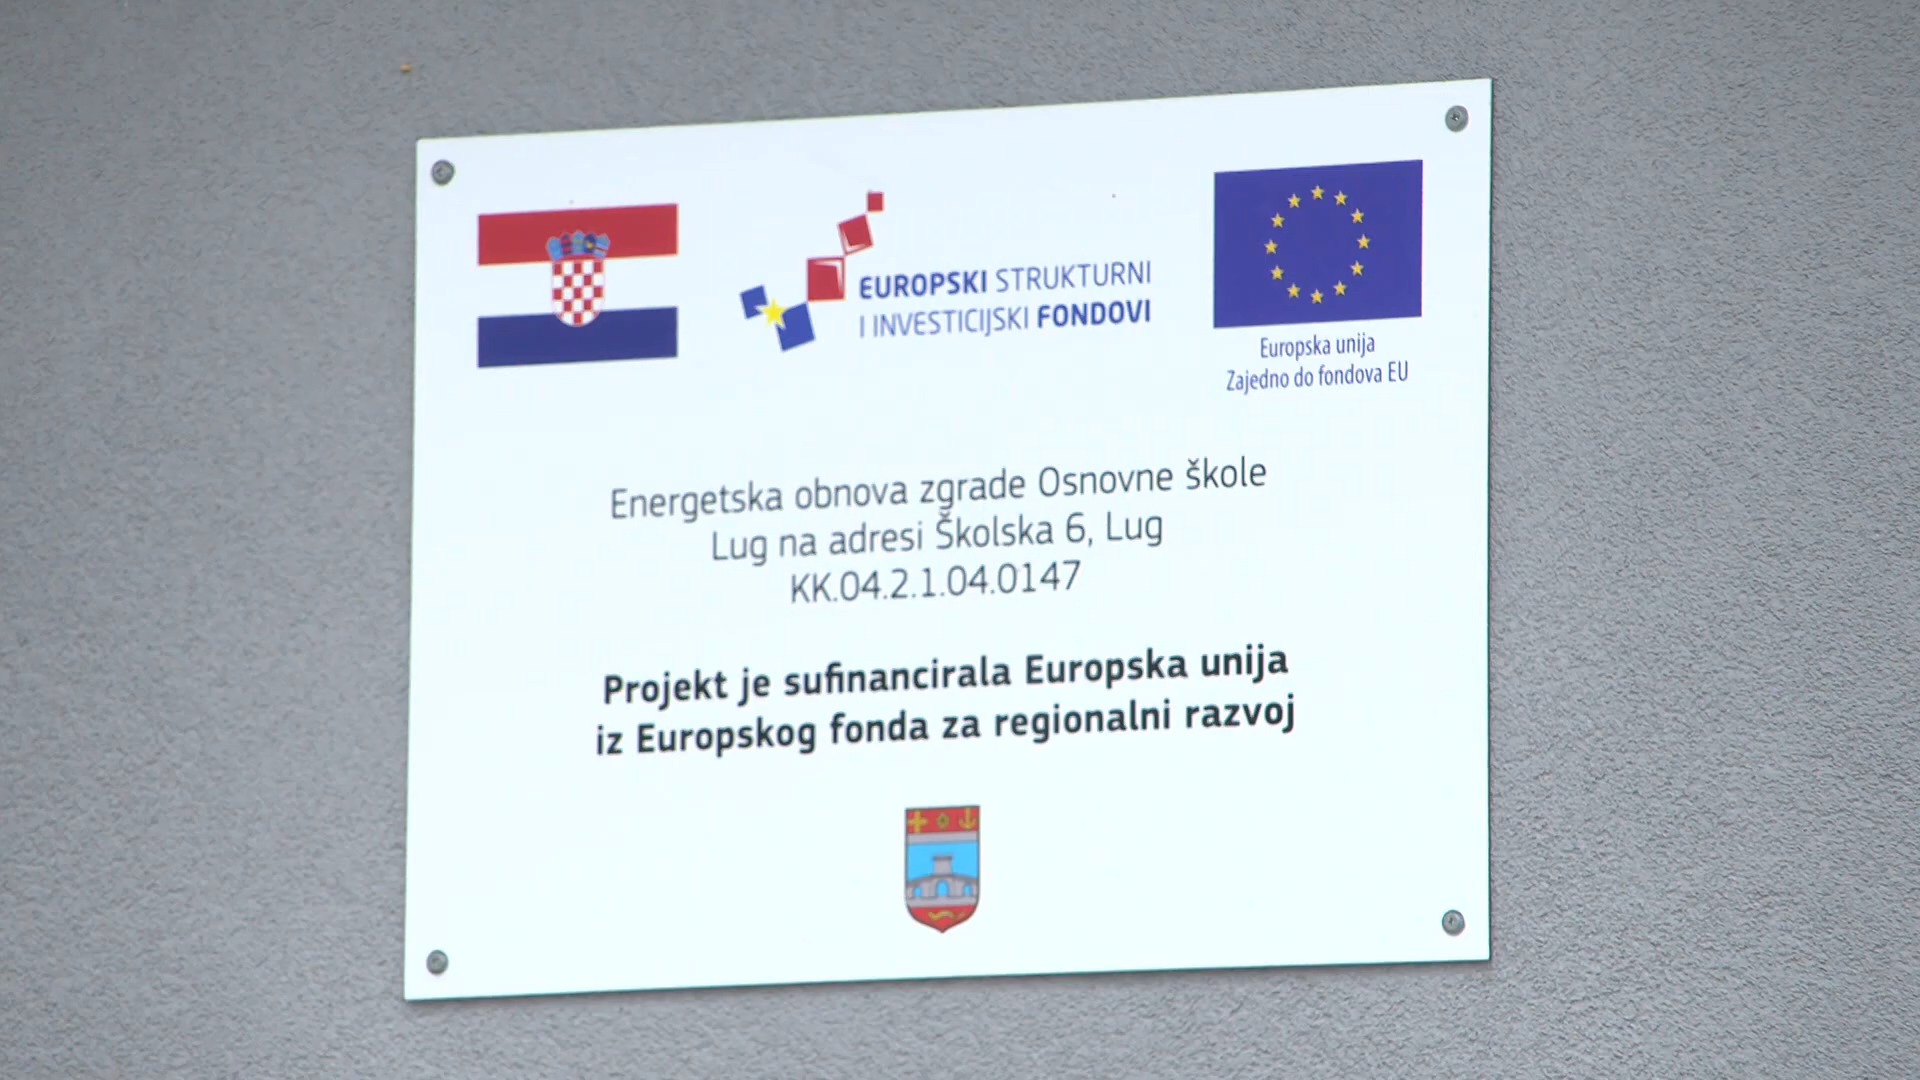 EUROPSKI STRUKTURNI
I INVESTICIJSKI FONDOVI
Europska unija
Zajedno do fondova EU
Energetska obnova zgrade Osnovne škole
Lug na adresi Školska 6, Lug
KK.04.2.1.04.0147
Projekt je sufinancirala Europska unija
iz Europskog fonda za regionalni razvoj